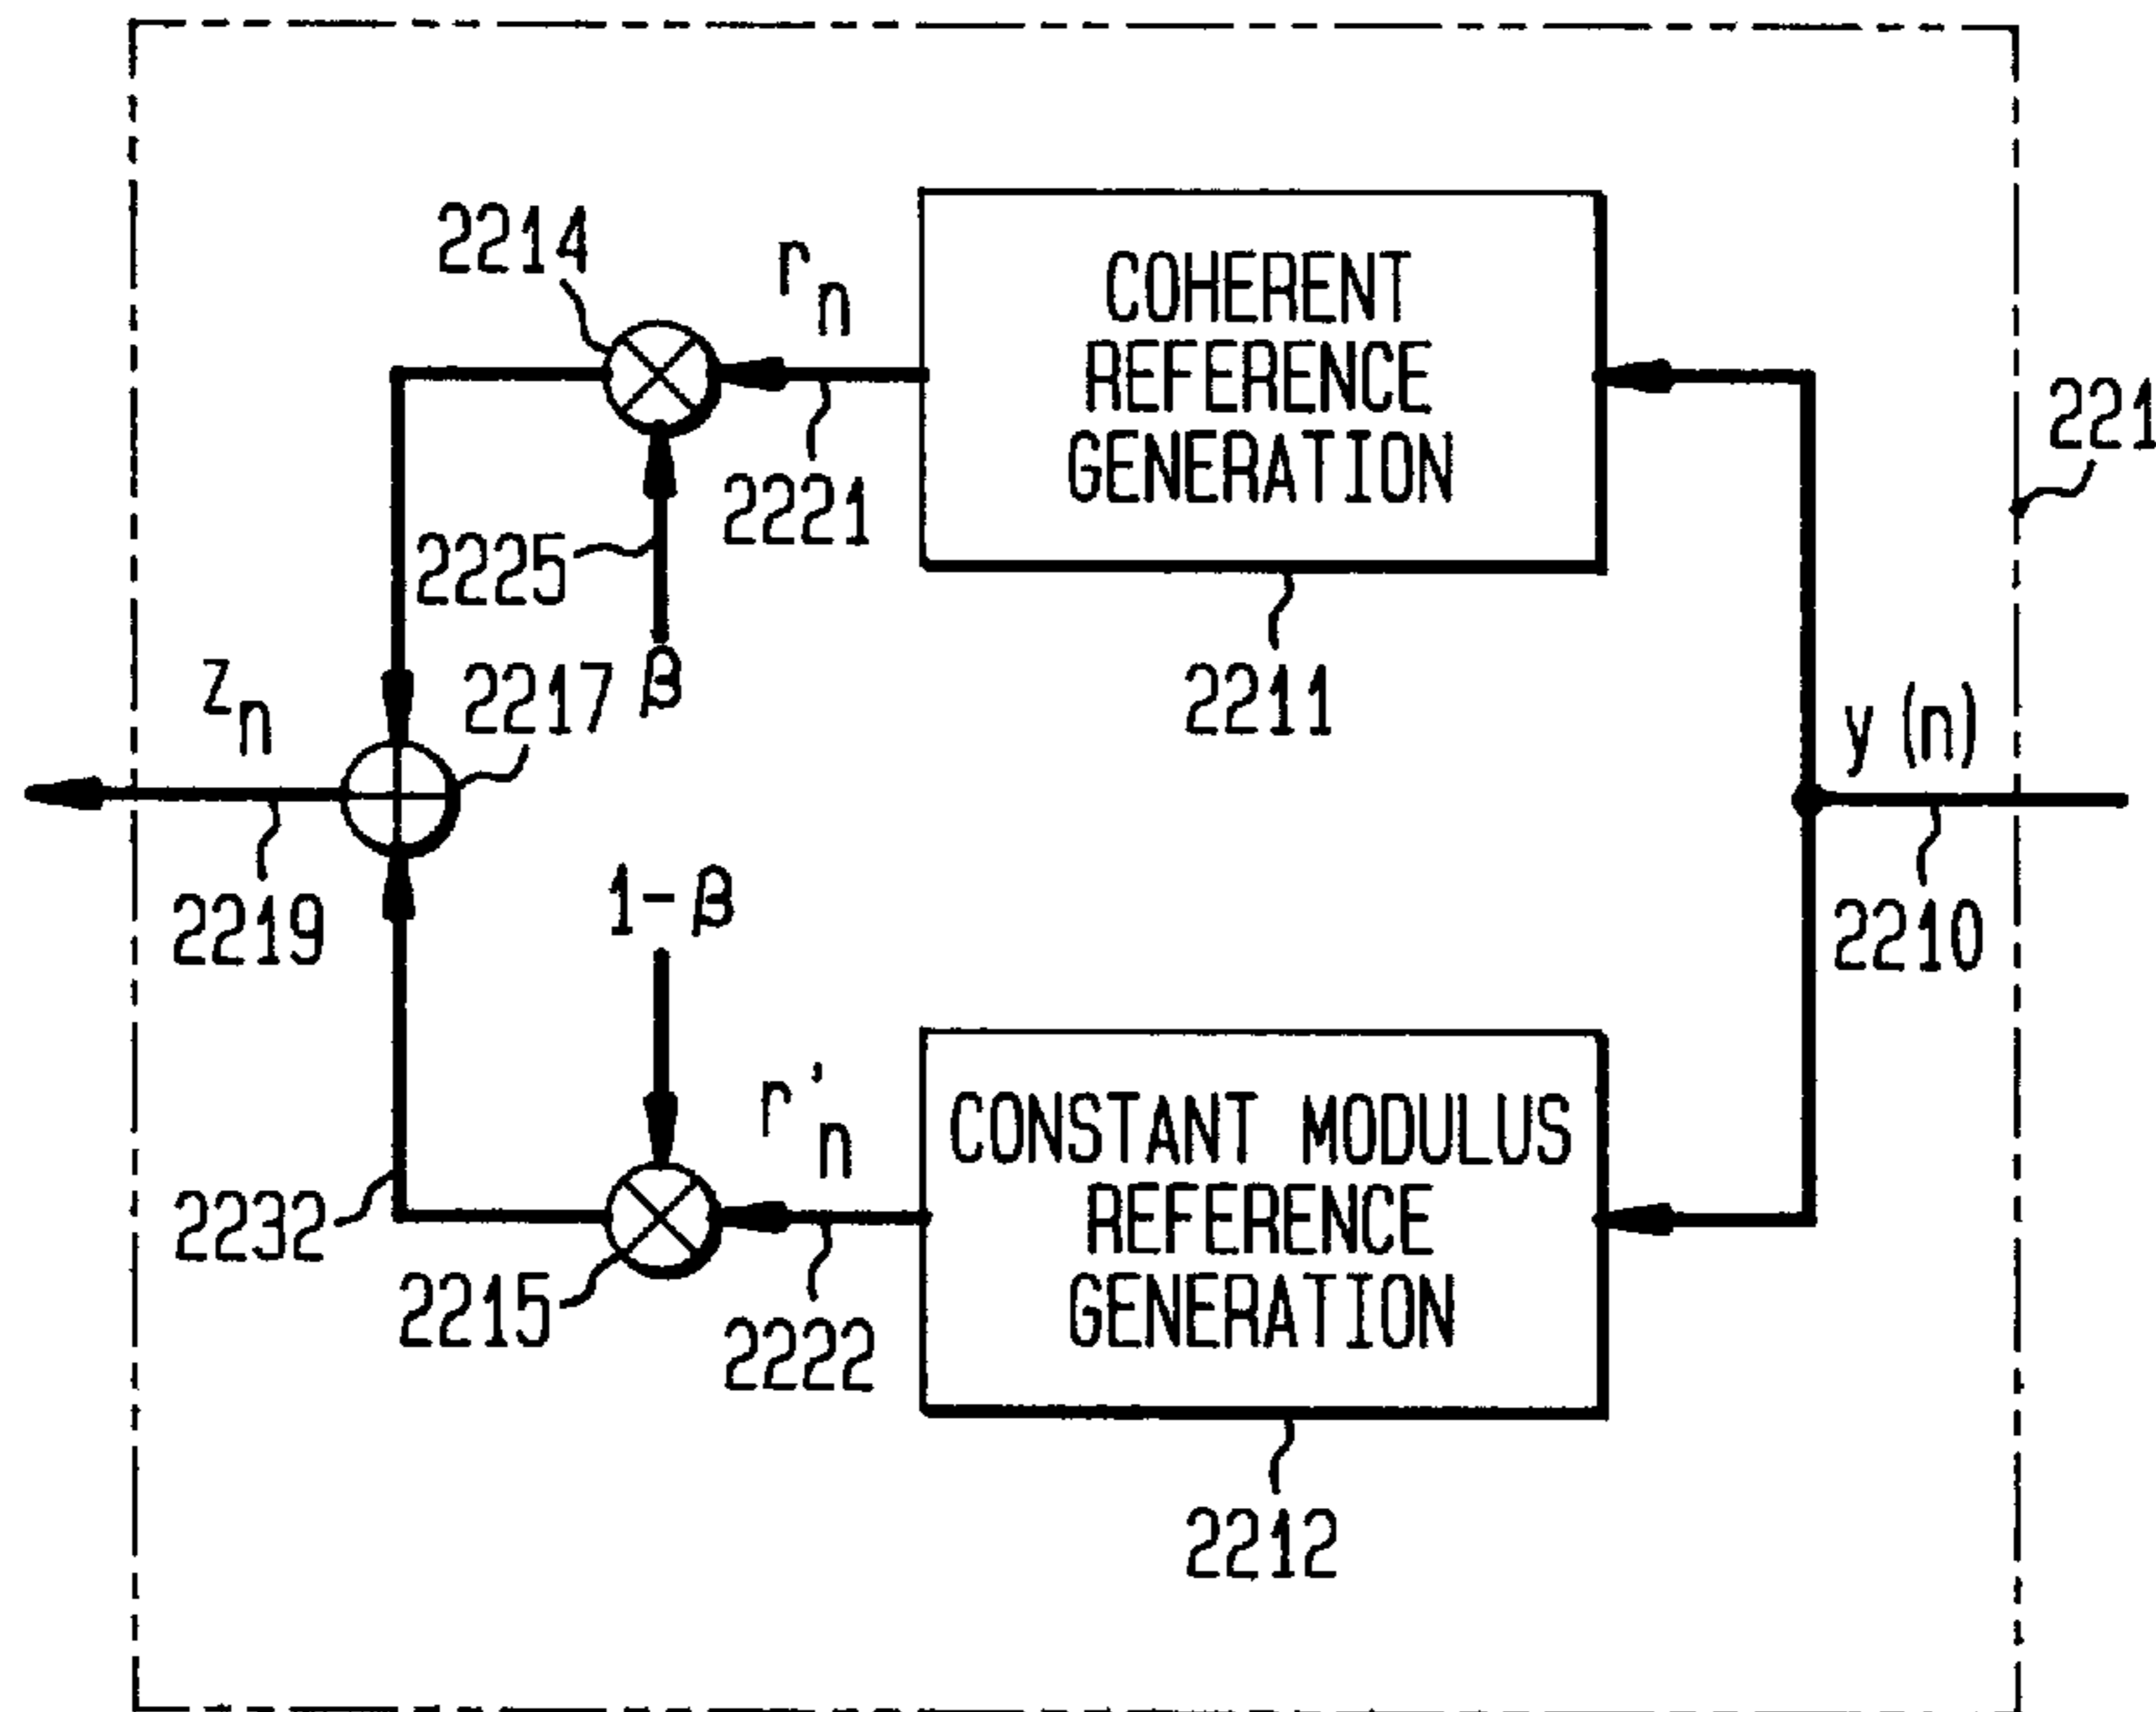 2214
r n
COHERENT
REFERENCE
GENERATION
221
2225
2221
β
2211
z n
2217
y (n)
2219
1-β
2210
r' n
CONSTANT MODULUS
REFERENCE
GENERATION
2232
2215
2222
2212